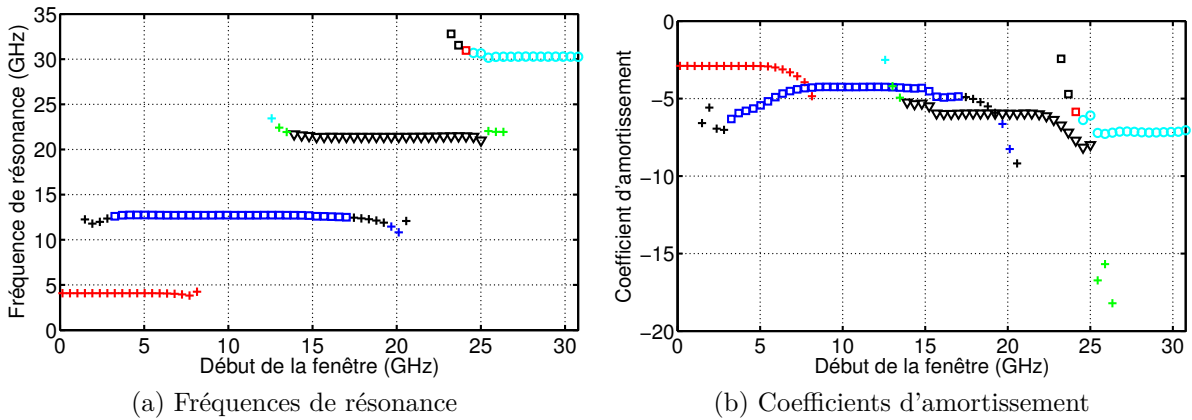 35
30
25
20
15
10
5
0
Fréquence de résonance (GHz)
0 5 10 15 20 25 30
Début de la fenêtre (GHz)
(a) Fréquences de résonance
0
−5
−10
−15
−20
Coefficient d'amortissement
0 5 10 15 20 25 30
Début de la fenêtre (GHz)
(b) Coefficients d'amortissement